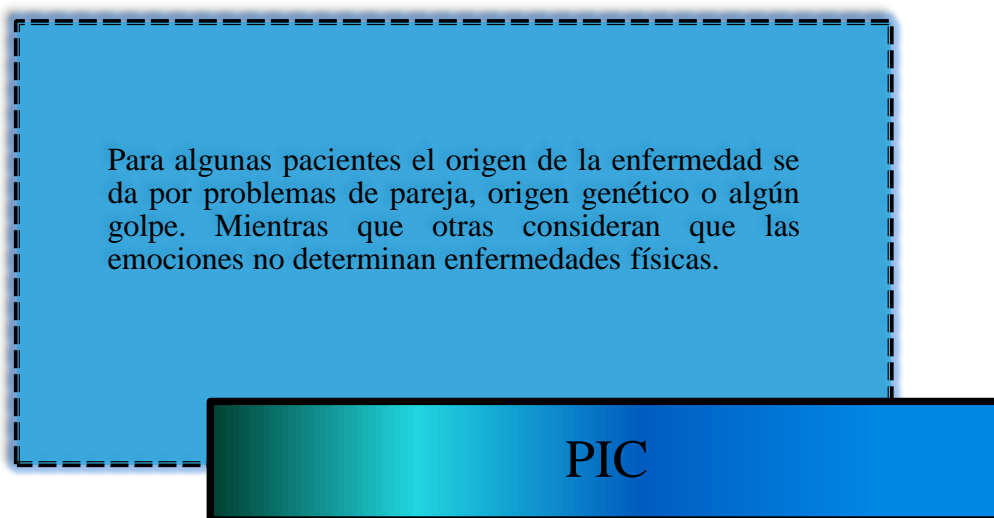 Para algunas pacientes el origen de la enfermedad se
da por problemas de pareja, origen genético o algún
golpe. Mientras que otras consideran que las
emociones no determinan enfermedades físicas.
PIC